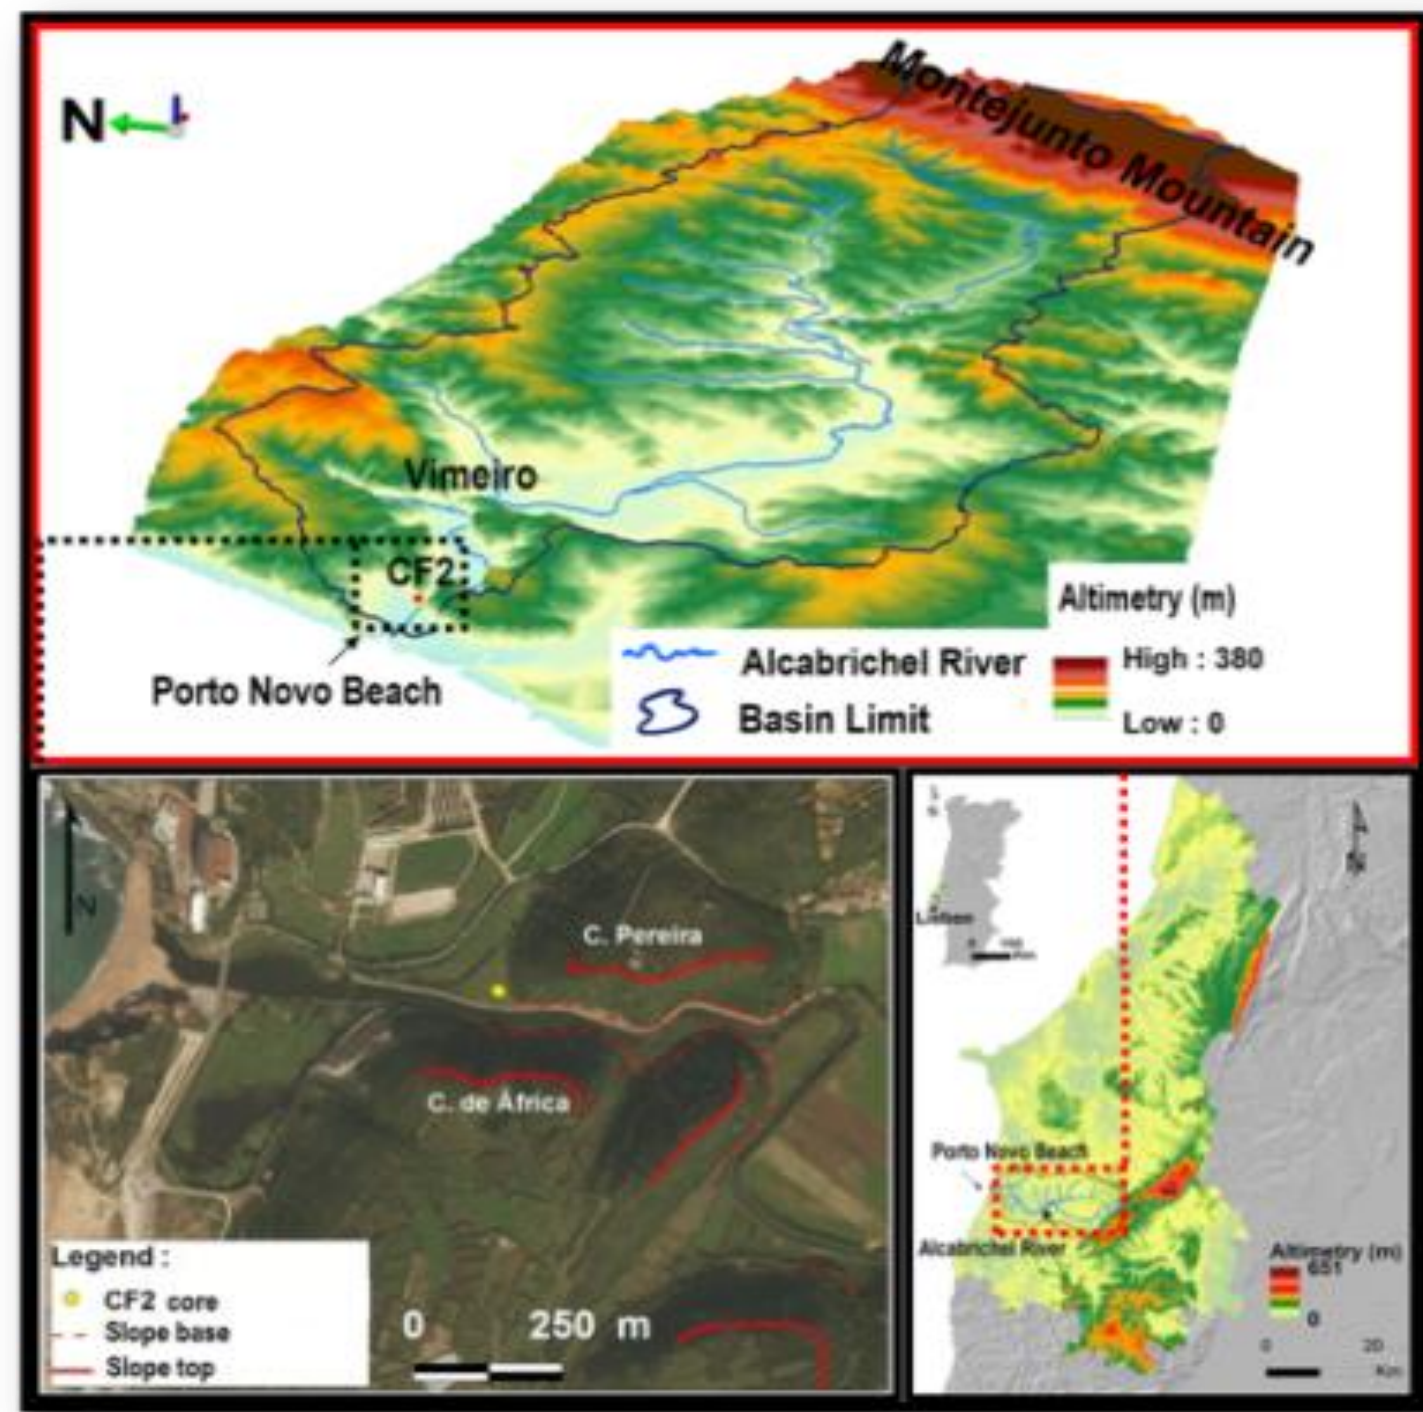 N
Montejunto Mountain
Vimeiro
CF2
Porto Novo Beach
Alcabrichel River
Basin Limit
Altimetry (m)
High : 380
Low : 0
N
C. Pereira
C. de África
Legend :
CF2 core
Slope base
Slope top
0 250 m
Lisbon
Porto Novo Beach
Alcabrichel River
Altimetry (m)
651
0
0 20
Km